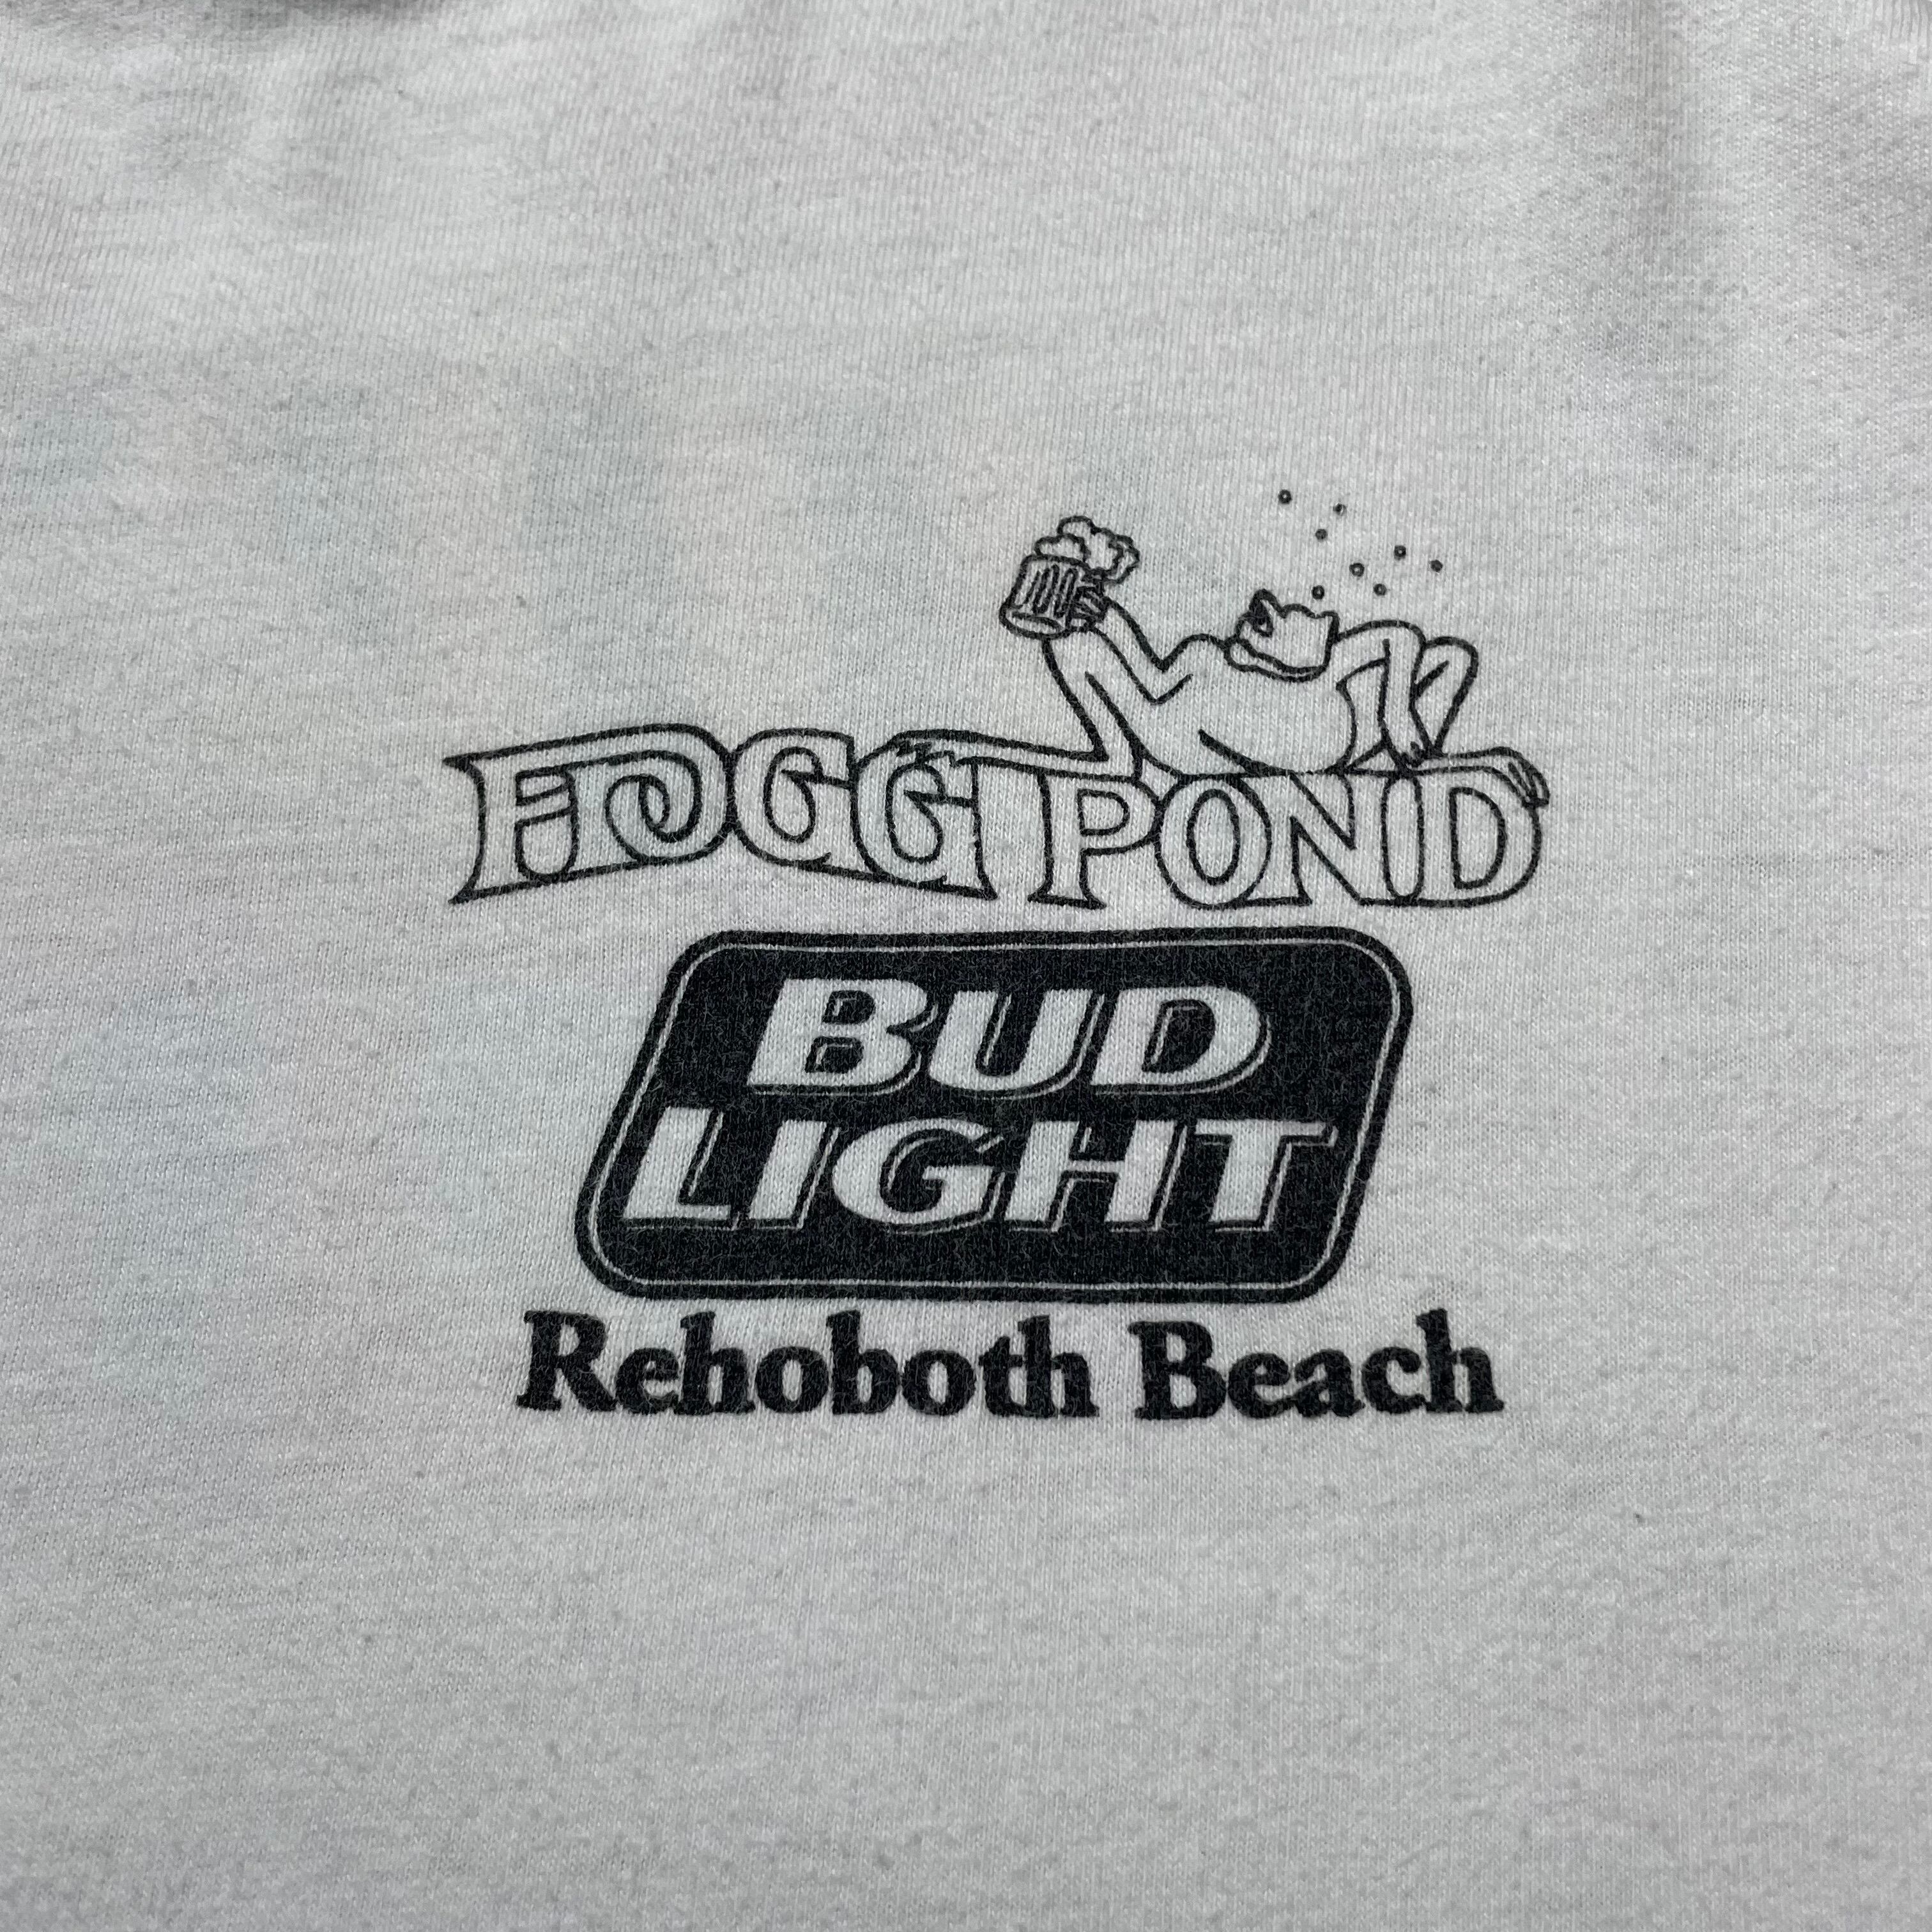 FROGG POND
BUD
LIGHT
Rehoboth Beach